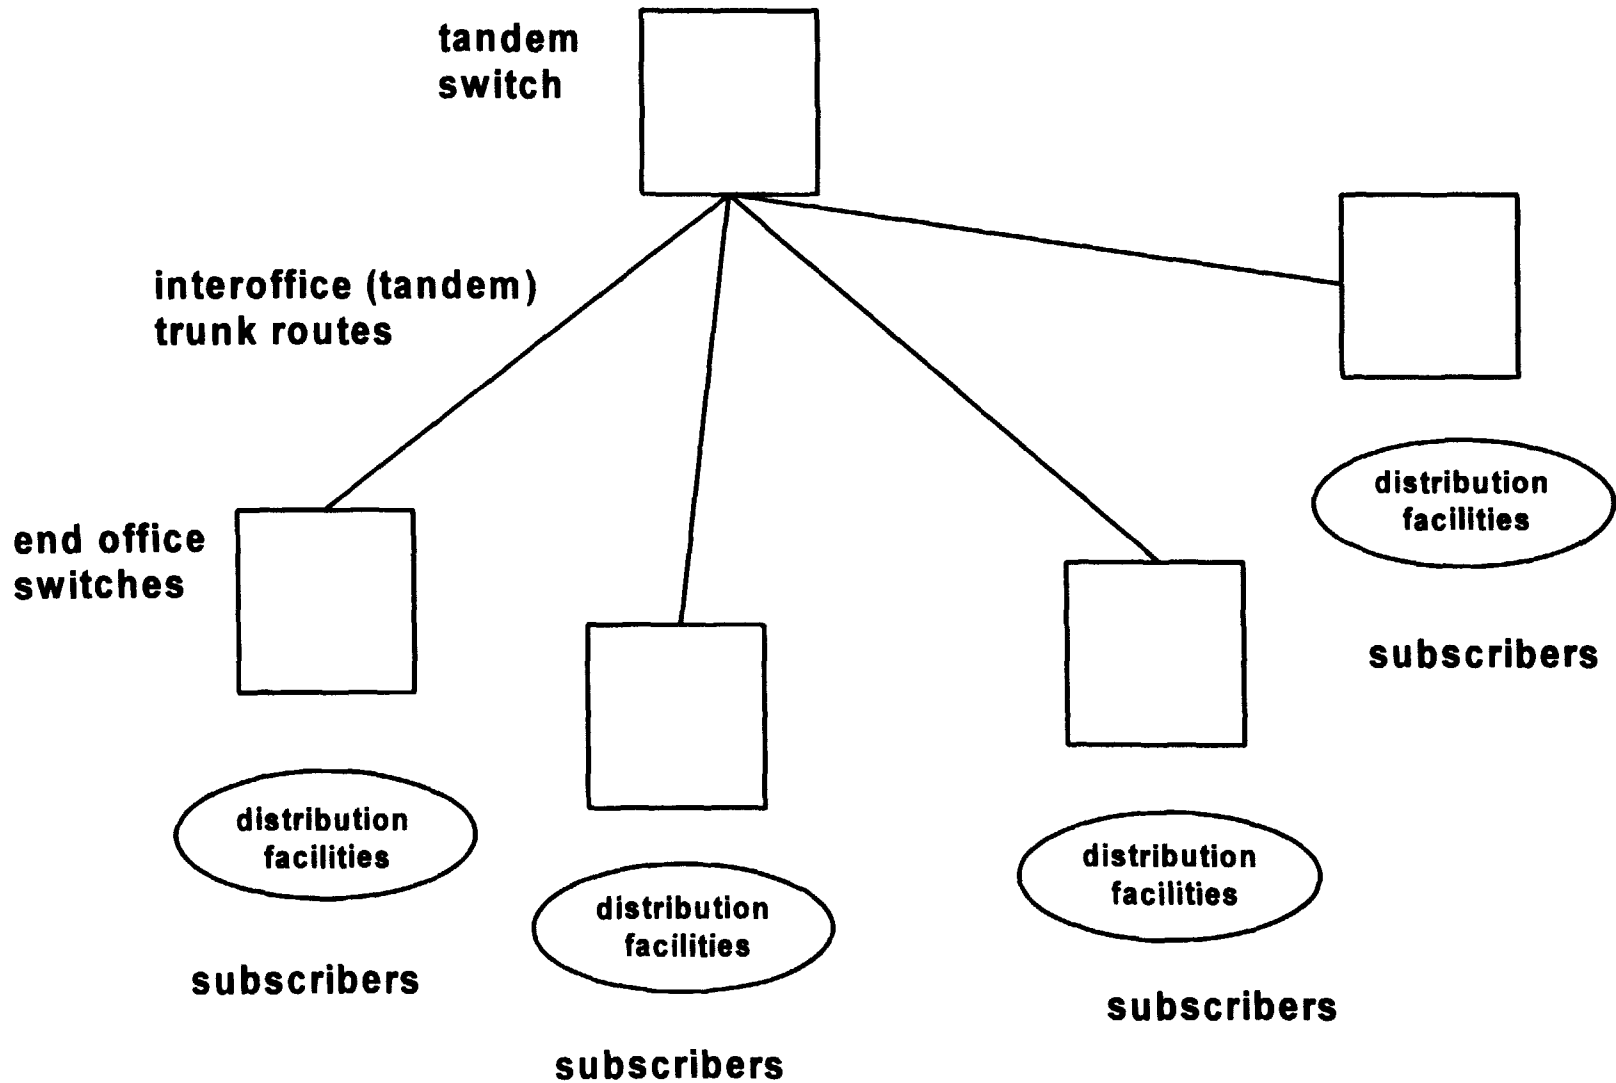 tandem
switch
interoffice (tandem)
trunk routes
distribution
facilities
end office
switches
subscribers
distribution
facilities
distribution
facilities
distribution
facilities
subscribers
subscribers
subscribers